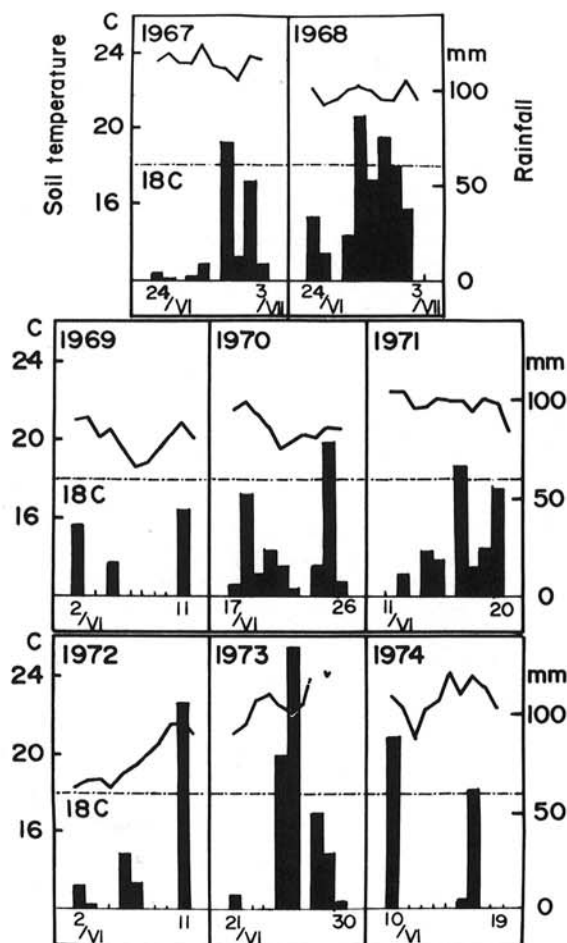 C 1967 1968 mm
24
20 100
18C 50
16 0
24/VI 3/VII 24/VI 3/VII
Soil temperature
Rainfall
C 1969 1970 1971 mm
24
20 100
18C 50
16 0
2/VI 11 17/VI 26 11/VI 20
C 1972 1973 1974 mm
24
20 100
18C 50
16 0
2/VI 11 21/VI 30 10/VI 19